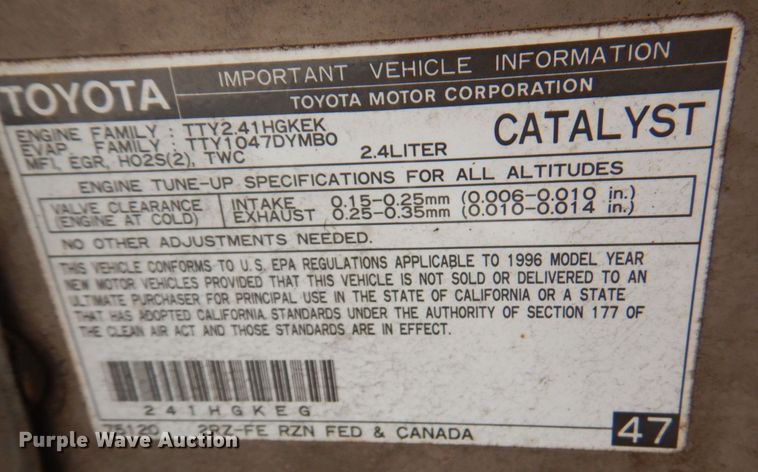 TOYOTA
IMPORTANT VEHICLE INFORMATION
TOYOTA MOTOR CORPORATION
ENGINE FAMILY : TTY2.41HGKEK
EVAP. FAMILY : TTY1047DYMBO
MFI, EGR, HO2S(2), TWC
2.4LITER
CATALYST
ENGINE TUNE-UP SPECIFICATIONS FOR ALL ALTITUDES
VALVE CLEARANCE (ENGINE AT COLD)
INTAKE 0.15-0.25mm (0.006-0.010 in.)
EXHAUST 0.25-0.35mm (0.010-0.014 in.)
NO OTHER ADJUSTMENTS NEEDED.
THIS VEHICLE CONFORMS TO U.S. EPA REGULATIONS APPLICABLE TO 1996 MODEL YEAR
NEW MOTOR VEHICLES PROVIDED THAT THIS VEHICLE IS NOT SOLD OR DELIVERED TO AN
ULTIMATE PURCHASER FOR PRINCIPAL USE IN THE STATE OF CALIFORNIA OR A STATE
THAT HAS ADOPTED CALIFORNIA STANDARDS UNDER THE AUTHORITY OF SECTION 177 OF
THE CLEAN AIR ACT AND THOSE STANDARDS ARE IN EFFECT.
241HGKEG
75120 2RZ-FE RZN FED & CANADA
47
Purple Wave Auction